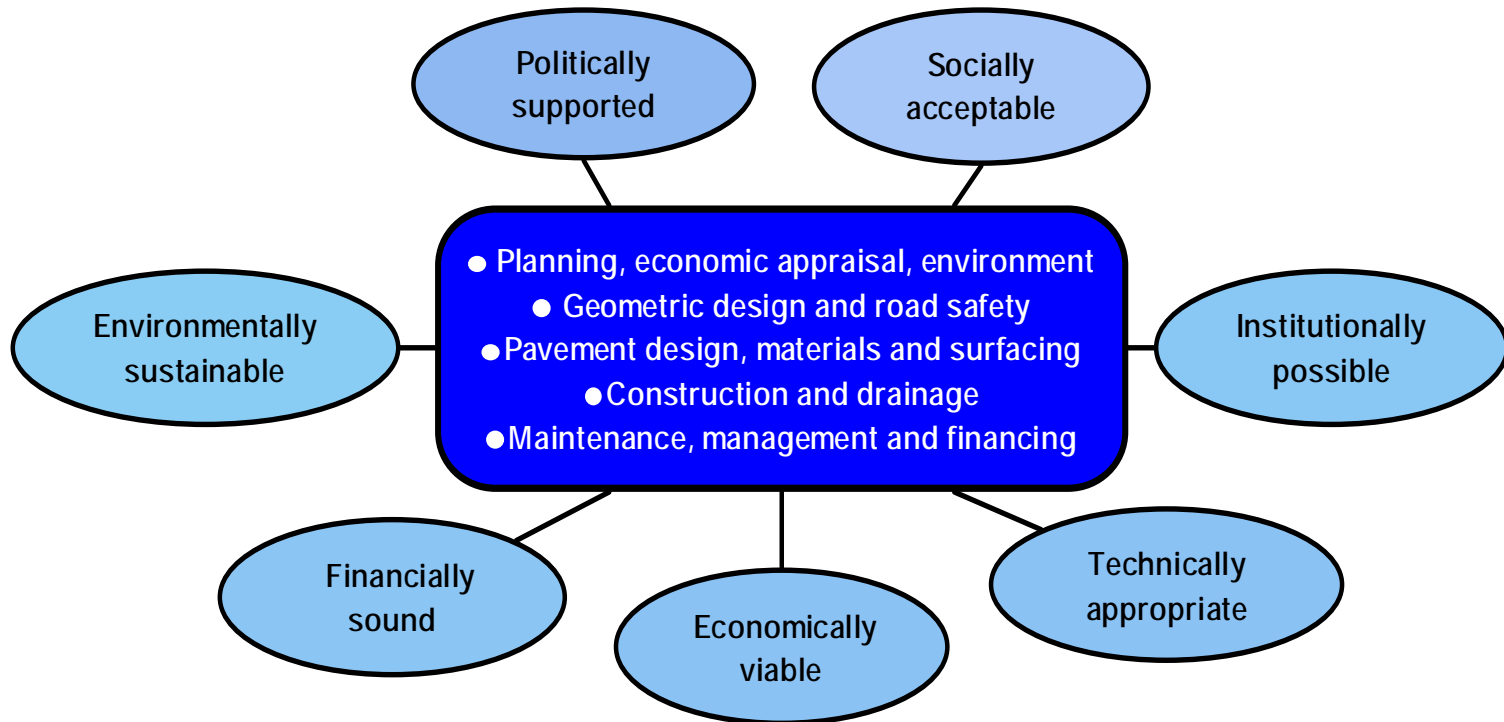 Politically
supported
Socially
acceptable
● Planning, economic appraisal, environment
● Geometric design and road safety
●Pavement design, materials and surfacing
●Construction and drainage
●Maintenance, management and financing
Environmentally
sustainable
Institutionally
possible
Financially
sound
Economically
viable
Technically
appropriate